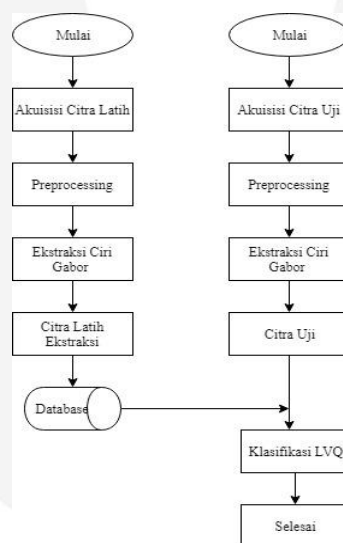 Mulai
Akuisisi Citra Latih
Preprocessing
Ekstraksi Ciri
Gabor
Citra Latih
Ekstraksi
Database
Mulai
Akuisisi Citra Uji
Preprocessing
Ekstraksi Ciri
Gabor
Citra Uji
Klasifikasi LVQ
Selesai